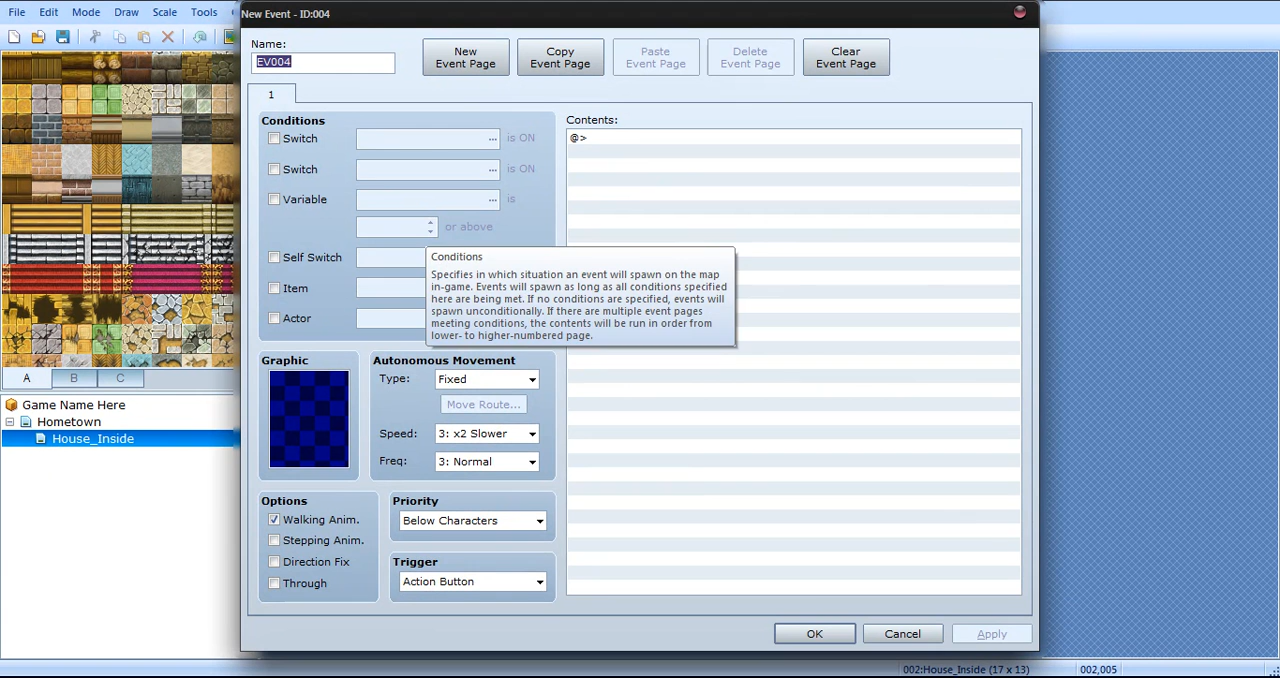 File Edit Mode Draw Scale Tools
New Event - ID:004
Name:
EV004
New
Event Page
Copy
Event Page
Paste
Event Page
Delete
Event Page
Clear
Event Page
1
Conditions
Switch ... is ON
Switch ... is ON
Variable ... is
or above
Self Switch
Item
Actor
Contents:
@>
Conditions
Specifies in which situation an event will spawn on the map
in-game. Events will spawn as long as all conditions specified
here are being met. If no conditions are specified, events will
spawn unconditionally. If there are multiple event pages
meeting conditions, the contents will be run in order from
lower- to higher-numbered page.
Graphic
Autonomous Movement
Type: Fixed
Move Route...
Speed: 3: x2 Slower
Freq: 3: Normal
Options
Walking Anim.
Stepping Anim.
Direction Fix
Through
Priority
Below Characters
Trigger
Action Button
OK Cancel Apply
A B C
Game Name Here
Hometown
House_Inside
002:House_Inside (17 x 13) 002,005